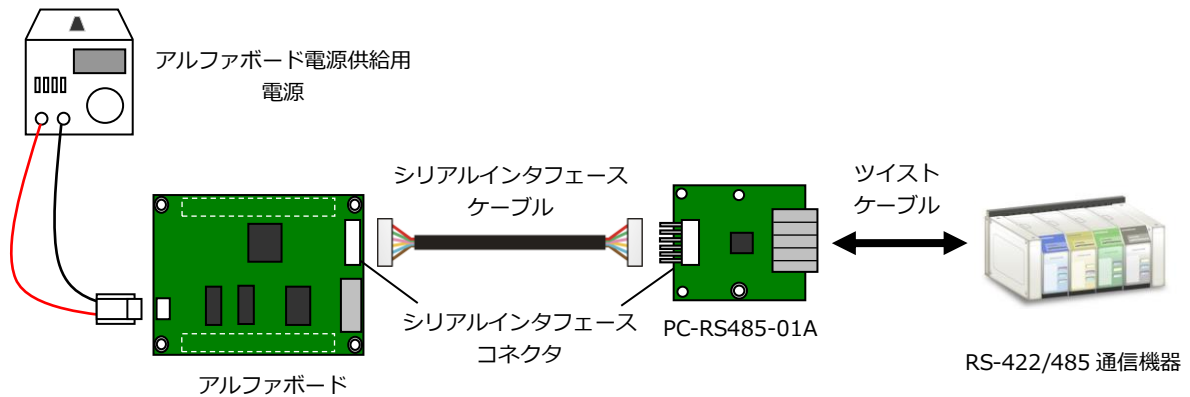 アルファボード電源供給用
電源
シリアルインタフェース
ケーブル
ツイスト
ケーブル
シリアルインタフェース
コネクタ
PC-RS485-01A
RS-422/485 通信機器
アルファボード